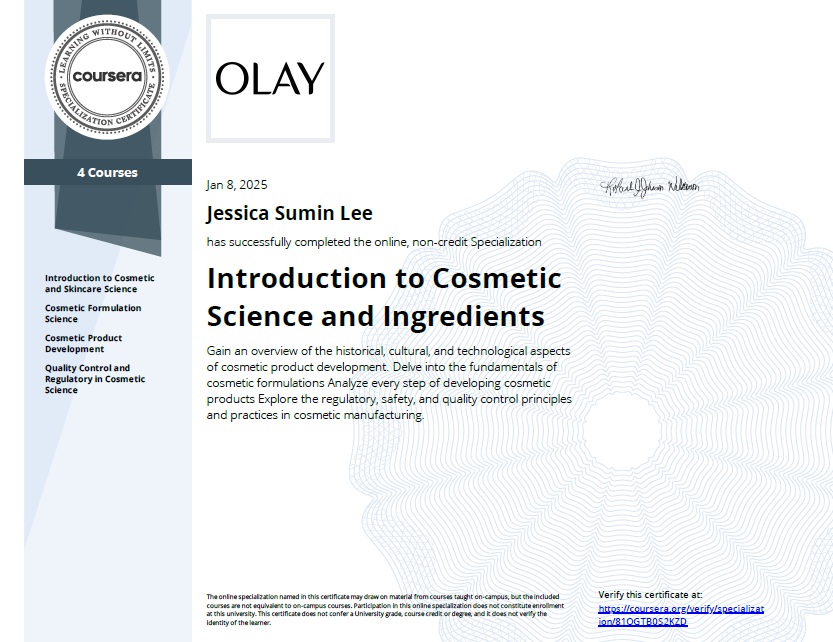 LEARNING WITHOUT LIMITS
coursera
SPECIALIZATION CERTIFICATE
4 Courses
Introduction to Cosmetic
and Skincare Science
Cosmetic Formulation
Science
Cosmetic Product
Development
Quality Control and
Regulatory in Cosmetic
Science
OLAY
Jan 8, 2025
Jessica Sumin Lee
has successfully completed the online, non-credit Specialization
Introduction to Cosmetic
Science and Ingredients
Gain an overview of the historical, cultural, and technological aspects
of cosmetic product development. Delve into the fundamentals of
cosmetic formulations Analyze every step of developing cosmetic
products Explore the regulatory, safety, and quality control principles
and practices in cosmetic manufacturing.
The online specialization named in this certificate may draw on material from courses taught on-campus, but the included
courses are not equivalent to on-campus courses. Participation in this online specialization does not constitute enrollment
at this university. This certificate does not confer a University grade, course credit or degree, and it does not verify the
identity of the learner.
Verify this certificate at:
https://coursera.org/verify/specializat
ion/81OGTB0S2KZD